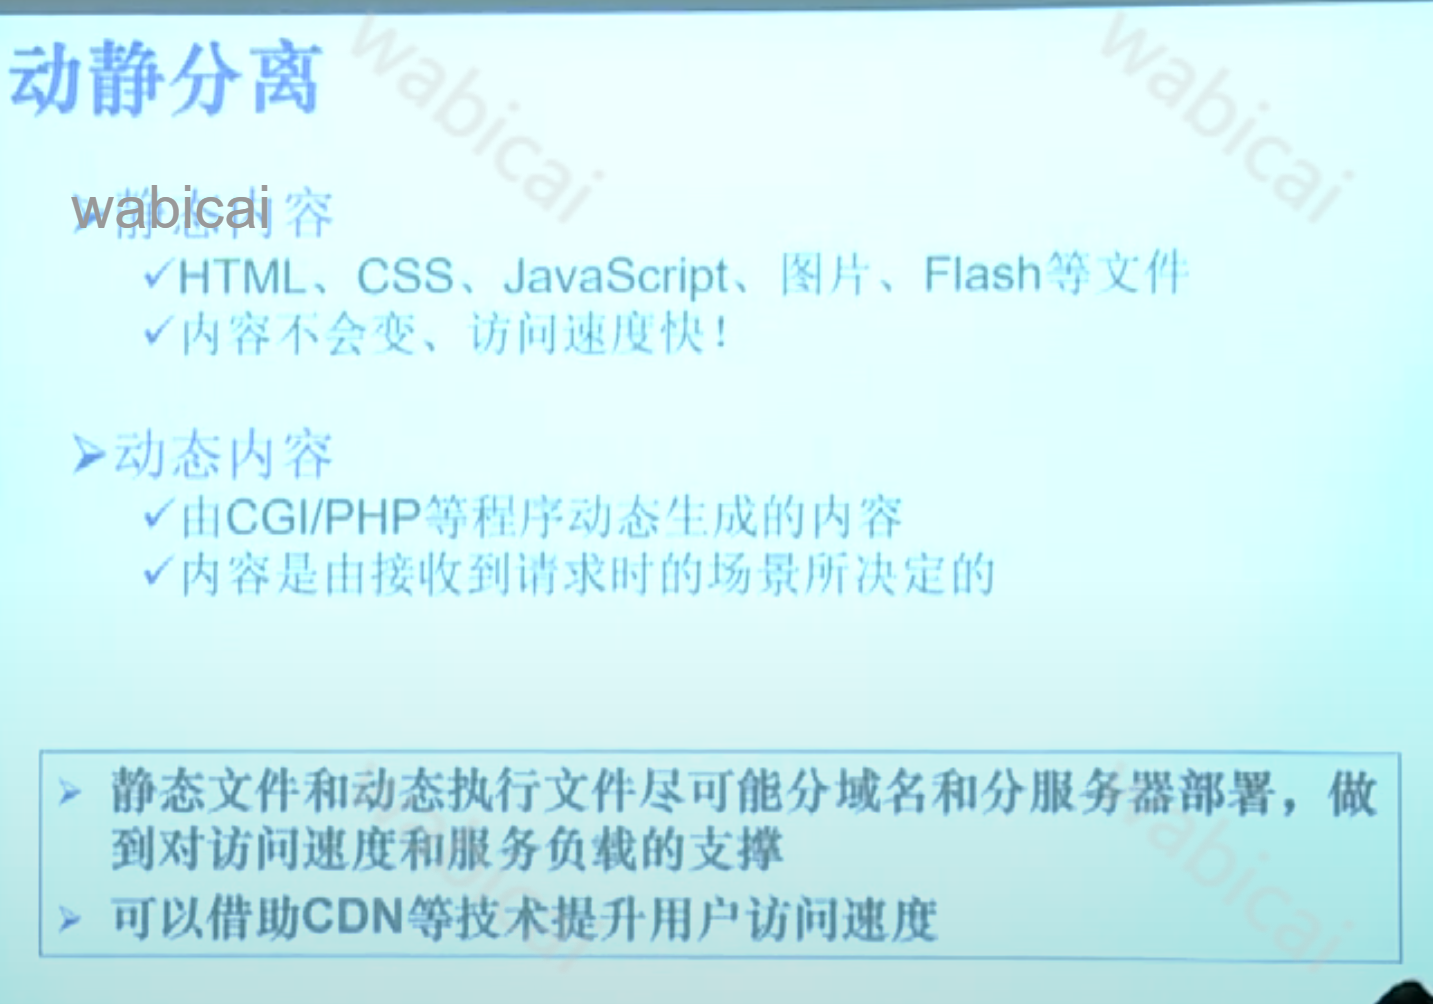 动静分离
wabicai
wabicai
wabicai
➢静态内容
✓HTML、CSS、JavaScript、图片、Flash等文件
✓内容不会变、访问速度快！
➢动态内容
✓由CGI/PHP等程序动态生成的内容
✓内容是由接收到请求时的场景所决定的
➢ 静态文件和动态执行文件尽可能分域名和分服务器部署，做
到对访问速度和服务负载的支撑
➢ 可以借助CDN等技术提升用户访问速度
wabicai
wabicai